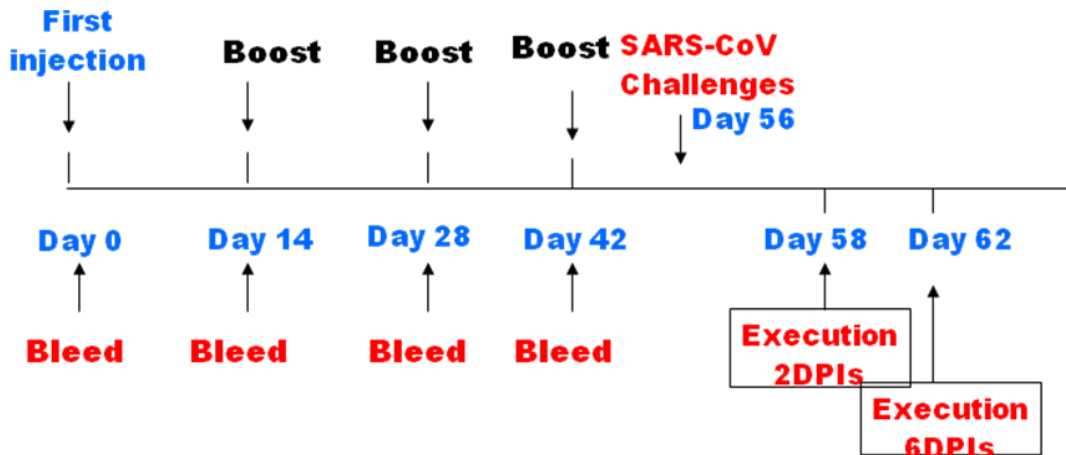 First
injection
Boost
Boost
Boost
SARS-CoV
Challenges
Day 56
Day 0
Day 14
Day 28
Day 42
Day 58
Day 62
Bleed
Bleed
Bleed
Bleed
Execution
2DPIs
Execution
6DPIs